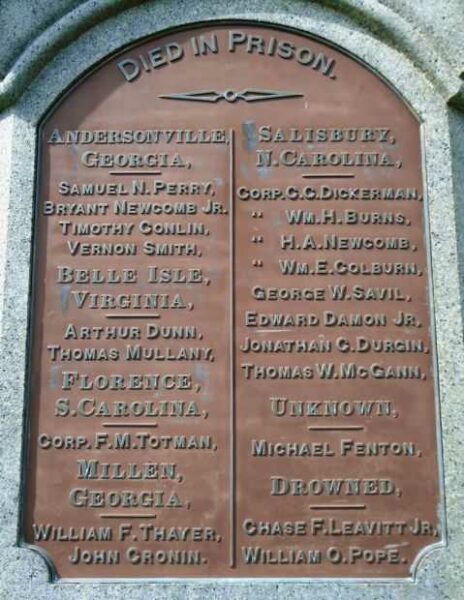 DIED IN PRISON.
ANDERSONVILLE,
GEORGIA,
SAMUEL N. PERRY,
BRYANT NEWCOMB JR.
TIMOTHY CONLIN,
VERNON SMITH,
BELLE ISLE,
VIRGINIA,
ARTHUR DUNN,
THOMAS MULLANY,
FLORENCE,
S. CAROLINA,
CORP. F. M. TOTMAN,
MILLEN,
GEORGIA,
WILLIAM F. THAYER,
JOHN CRONIN.
SALISBURY,
N. CAROLINA,
CORP. C. C. DICKERMAN,
“ WM. H. BURNS,
“ H. A. NEWCOMB,
“ WM. E. COLBURN,
GEORGE W. SAVIL,
EDWARD DAMON JR,
JONATHAN G. DURGIN,
THOMAS W. MCGANN,
UNKNOWN,
MICHAEL FENTON,
DROWNED,
CHASE F. LEAVITT JR,
WILLIAM O. POPE.